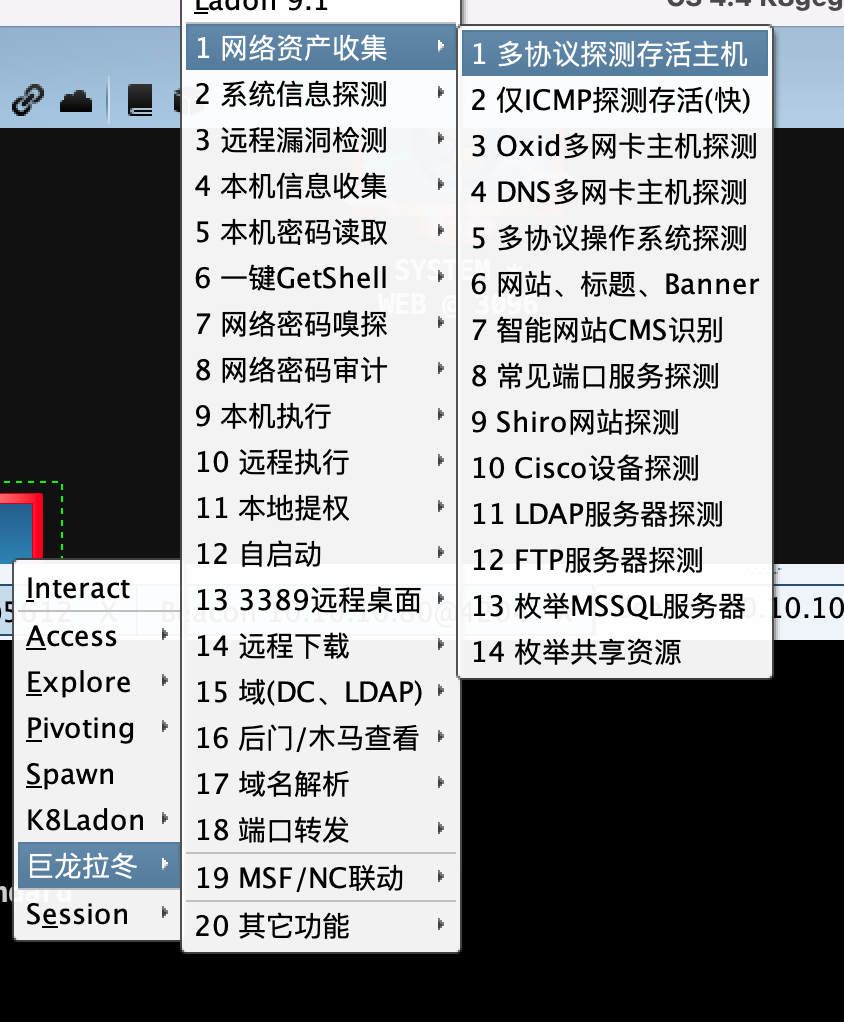 Ladon 9.1
1 网络资产收集
2 系统信息探测
3 远程漏洞检测
4 本机信息收集
5 本机密码读取
6 一键GetShell
7 网络密码嗅探
8 网络密码审计
9 本机执行
10 远程执行
11 本地提权
12 自启动
13 3389远程桌面
14 远程下载
15 域(DC、LDAP)
16 后门/木马查看
17 域名解析
18 端口转发
19 MSF/NC联动
20 其它功能
1 多协议探测存活主机
2 仅ICMP探测存活(快)
3 Oxid多网卡主机探测
4 DNS多网卡主机探测
5 多协议操作系统探测
6 网站、标题、Banner
7 智能网站CMS识别
8 常见端口服务探测
9 Shiro网站探测
10 Cisco设备探测
11 LDAP服务器探测
12 FTP服务器探测
13 枚举MSSQL服务器
14 枚举共享资源
SYSTEM *
WEB @ 3096
Interact
Access
Explore
Pivoting
Spawn
K8Ladon
巨龙拉冬
Session